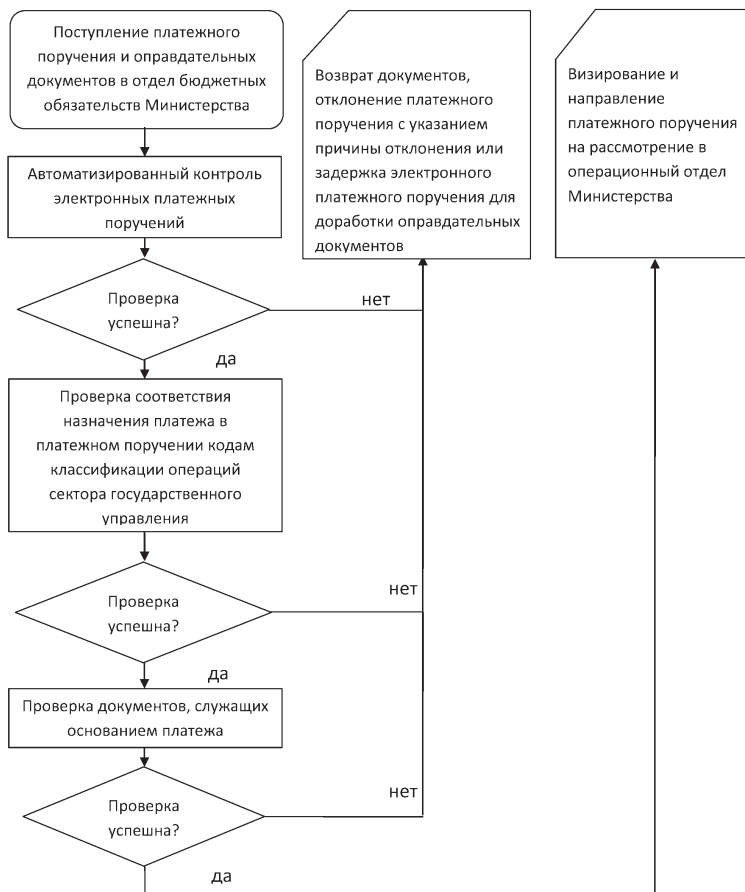 Поступление платежного
поручения и оправдательных
документов в отдел бюджетных
обязательств Министерства
Автоматизированный контроль
электронных платежных
поручений
Проверка
успешна?
нет
да
Проверка соответствия
назначения платежа в
платежном поручении кодам
классификации операций
сектора государственного
управления
Проверка
успешна?
нет
да
Проверка документов, служащих
основанием платежа
Проверка
успешна?
нет
да
Возврат документов,
отклонение платежного
поручения с указанием
причины отклонения или
задержка электронного
платежного поручения для
доработки оправдательных
документов
Визирование и
направление
платежного поручения
на рассмотрение в
операционный отдел
Министерства